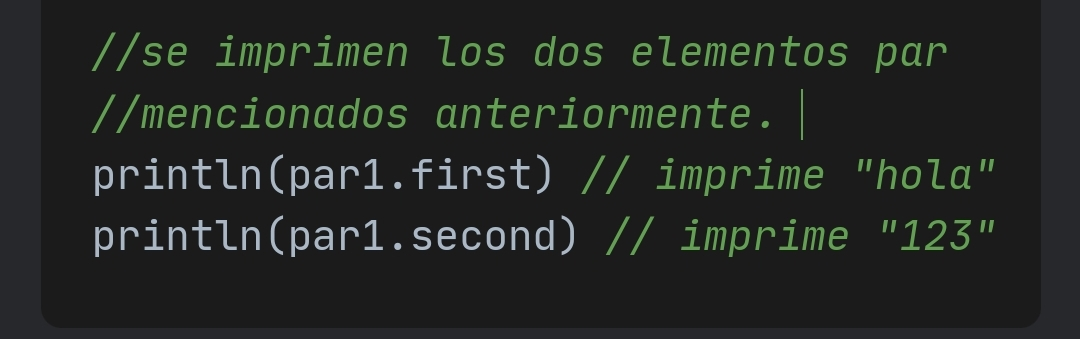 //se imprimen los dos elementos par
//mencionados anteriormente.
println(par1.first) // imprime "hola"
println(par1.second) // imprime "123"